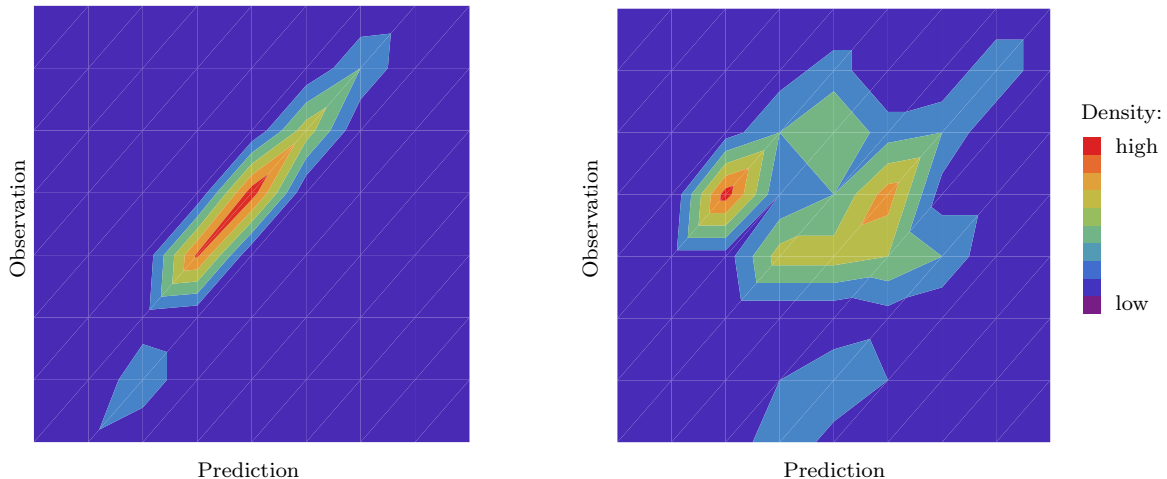 Observation
Prediction
Observation
Prediction
Density:
high
low